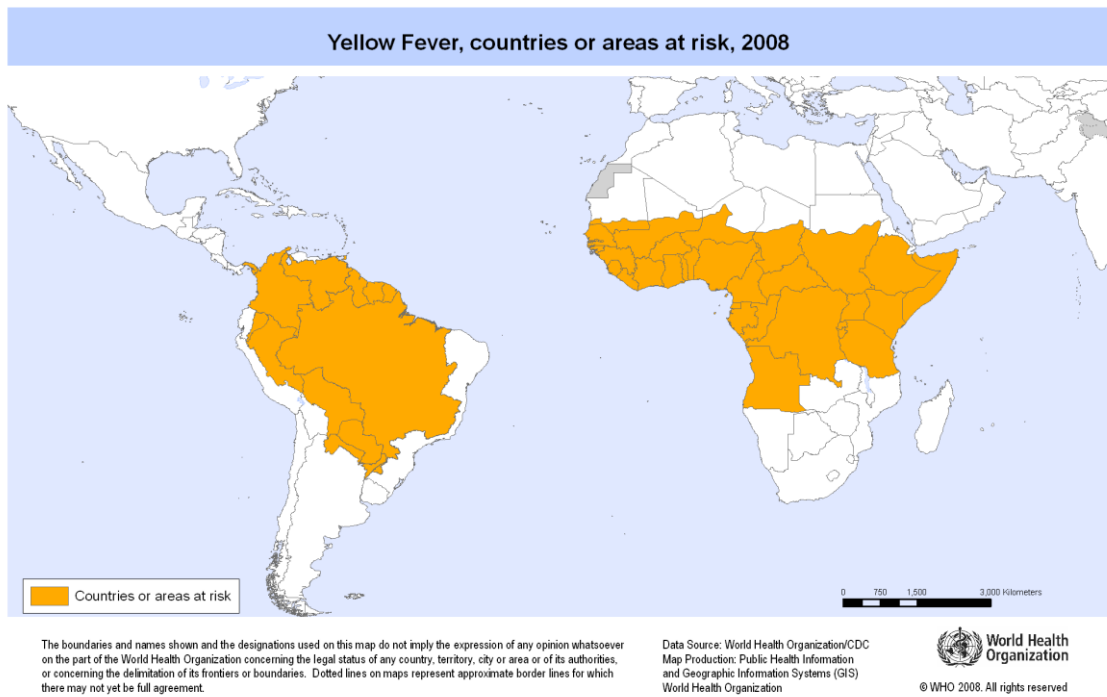 Yellow Fever, countries or areas at risk, 2008
Countries or areas at risk
0 750 1,500 3,000 Kilometers
The boundaries and names shown and the designations used on this map do not imply the expression of any opinion whatsoever
on the part of the World Health Organization concerning the legal status of any country, territory, city or area or of its authorities,
or concerning the delimitation of its frontiers or boundaries. Dotted lines on maps represent approximate border lines for which
there may not yet be full agreement.
Data Source: World Health Organization/CDC
Map Production: Public Health Information
and Geographic Information Systems (GIS)
World Health Organization
World Health
Organization
© WHO 2008. All rights reserved